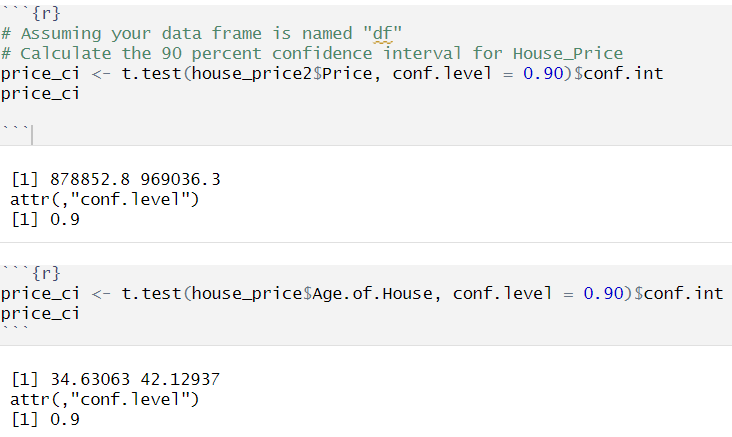 ```{r}
# Assuming your data frame is named "df"
# Calculate the 90 percent confidence interval for House_Price
price_ci <- t.test(house_price2$Price, conf.level = 0.90)$conf.int
price_ci
```
[1] 878852.8 969036.3
attr(,"conf.level")
[1] 0.9
```{r}
price_ci <- t.test(house_price$Age.of.House, conf.level = 0.90)$conf.int
price_ci
```
[1] 34.63063 42.12937
attr(,"conf.level")
[1] 0.9